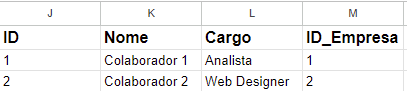 J K L M
ID Nome Cargo ID_Empresa
1 Colaborador 1 Analista 1
2 Colaborador 2 Web Designer 2